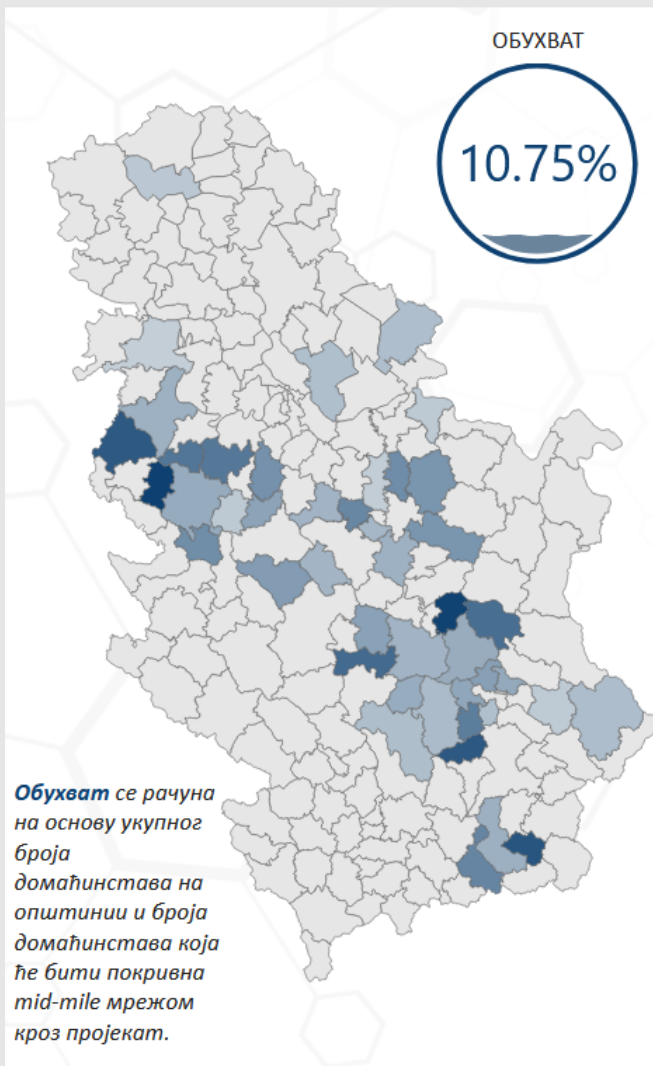 ОБУХВАТ
10.75%
Обухват се рачуна
на основу укупног
броја
домаћинстава на
општинии и броја
домаћинстава која
ће бити покривна
mid-mile мрежом
кроз пројекат.